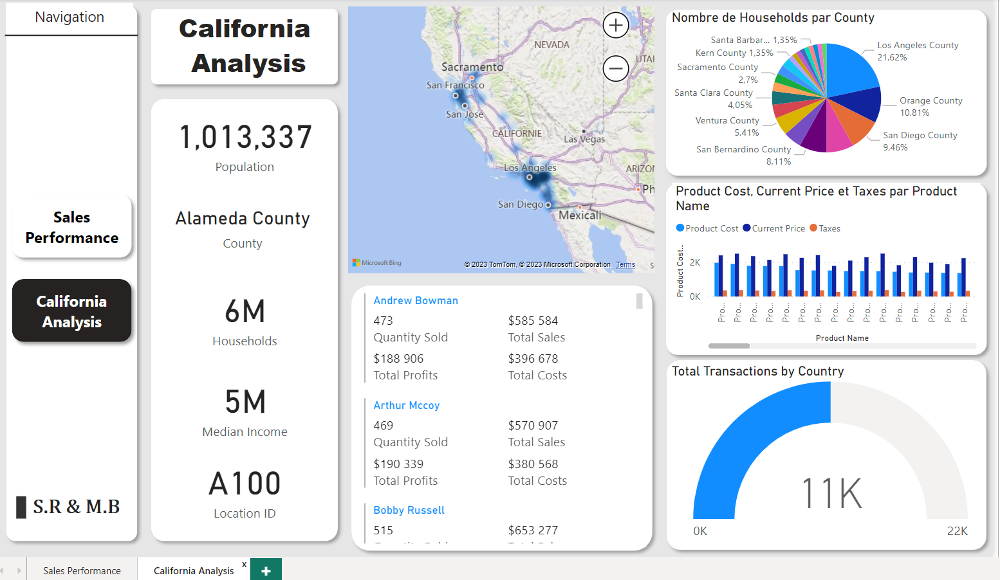 Navigation
Sales
Performance
California
Analysis
S.R & M.B
California
Analysis
1,013,337
Population
Alameda County
County
6M
Households
5M
Median Income
A100
Location ID
NEVADA
UTAH
Sacramento
San Francisco
San José
CALIFORNIE
Las Vegas
Los Angeles
ARIZON
Ph
San Diego
Mexicali
Microsoft Bing
© 2023 TomTom, © 2023 Microsoft Corporation Terms
Andrew Bowman
473 $585 584
Quantity Sold Total Sales
$188 906 $396 678
Total Profits Total Costs
Arthur Mccoy
469 $570 907
Quantity Sold Total Sales
$190 339 $380 568
Total Profits Total Costs
Bobby Russell
515 $653 277
Nombre de Households par County
Santa Barbar... 1,35%
Kern County 1,35%
Sacramento County
2,7%
Santa Clara County
4,05%
Ventura County
5,41%
San Bernardino County
8,11%
Los Angeles County
21,62%
Orange County
10,81%
San Diego County
9,46%
Product Cost, Current Price et Taxes par Product
Name
Product Cost Current Price Taxes
Product Cost...
2K
0K
Pro... Pro... Pro... Pro... Pro... Pro... Pro... Pro... Pro... Pro... Pro... Pro... Pro... Pro... Pro... Pro...
Product Name
Total Transactions by Country
11K
0K 22K
Sales Performance California Analysis x